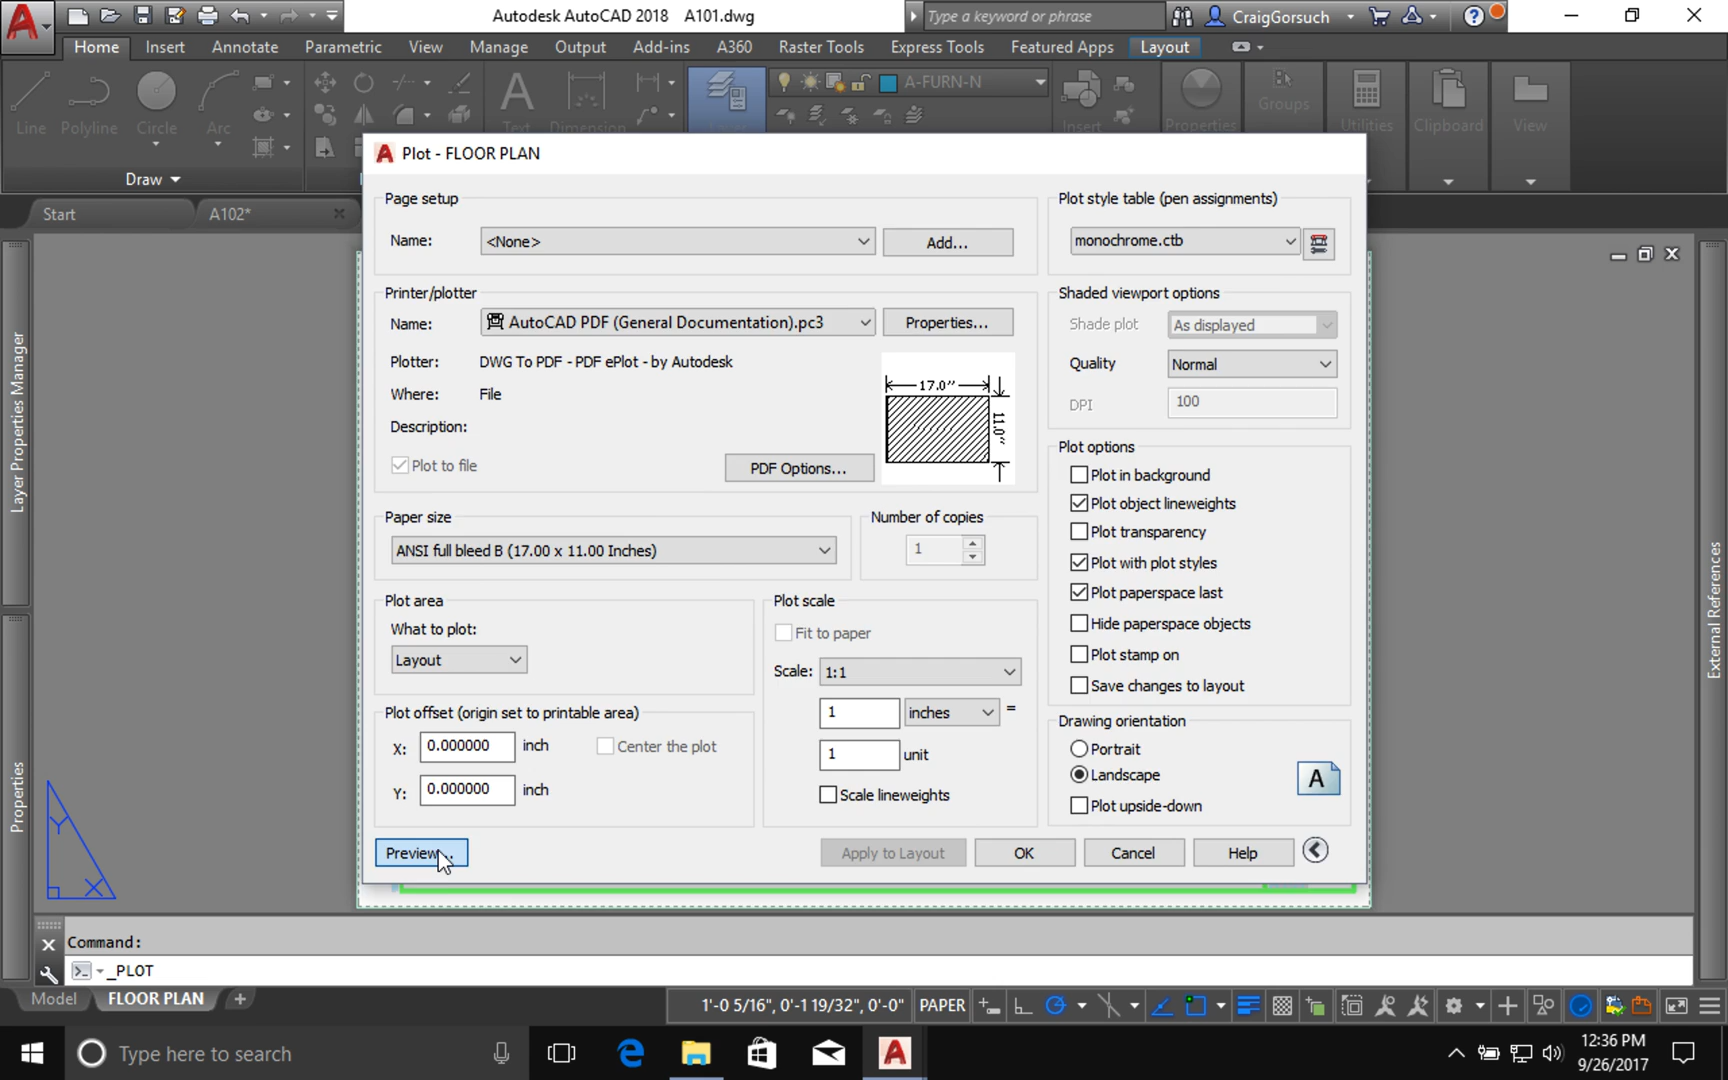 Autodesk AutoCAD 2018 A101.dwg
Type a keyword or phrase
CraigGorsuch
Home Insert Annotate Parametric View Manage Output Add-ins A360 Raster Tools Express Tools Featured Apps Layout
A-FURN-N
Line Polyline Circle Arc Text Dimension Insert Properties Groups Utilities Clipboard View
Draw
Start A102*
Plot - FLOOR PLAN
Page setup
Name: <None> Add...
Plot style table (pen assignments)
monochrome.ctb
Printer/plotter
Name: AutoCAD PDF (General Documentation).pc3 Properties...
Plotter: DWG To PDF - PDF ePlot - by Autodesk
Where: File
Description:
Plot to file
PDF Options...
17.0''
11.0''
Shaded viewport options
Shade plot As displayed
Quality Normal
DPI 100
Paper size
ANSI full bleed B (17.00 x 11.00 Inches)
Number of copies
1
Plot options
Plot in background
Plot object lineweights
Plot transparency
Plot with plot styles
Plot paperspace last
Hide paperspace objects
Plot stamp on
Save changes to layout
Plot area
What to plot:
Layout
Plot scale
Fit to paper
Scale: 1:1
1 inches =
1 unit
Scale lineweights
Plot offset (origin set to printable area)
X: 0.000000 inch
Center the plot
Y: 0.000000 inch
Drawing orientation
Portrait
Landscape
Plot upside-down
A
Preview... Apply to Layout OK Cancel Help
Layer Properties Manager
Properties
External References
Y
X
Command:
_PLOT
Model FLOOR PLAN
1'-0 5/16", 0'-1 19/32", 0'-0" PAPER
Type here to search
12:36 PM
9/26/2017